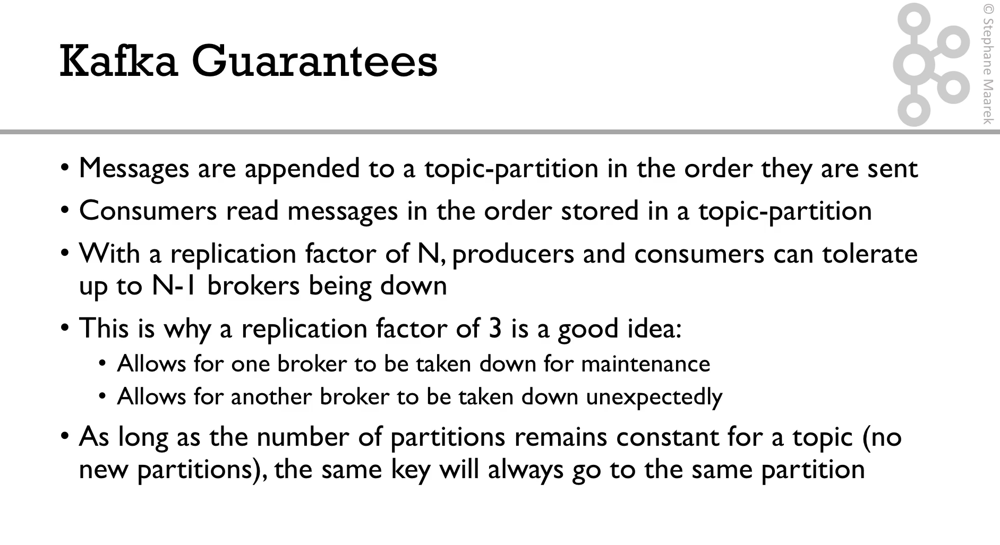 Kafka Guarantees
© Stephane Maarek
• Messages are appended to a topic-partition in the order they are sent
• Consumers read messages in the order stored in a topic-partition
• With a replication factor of N, producers and consumers can tolerate
up to N-1 brokers being down
• This is why a replication factor of 3 is a good idea:
• Allows for one broker to be taken down for maintenance
• Allows for another broker to be taken down unexpectedly
• As long as the number of partitions remains constant for a topic (no
new partitions), the same key will always go to the same partition